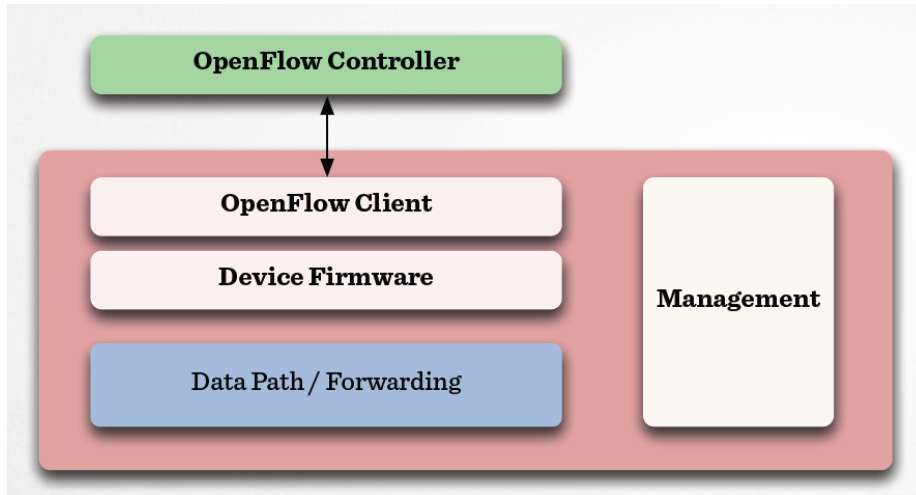 OpenFlow Controller
OpenFlow Client
Device Firmware
Management
Data Path / Forwarding